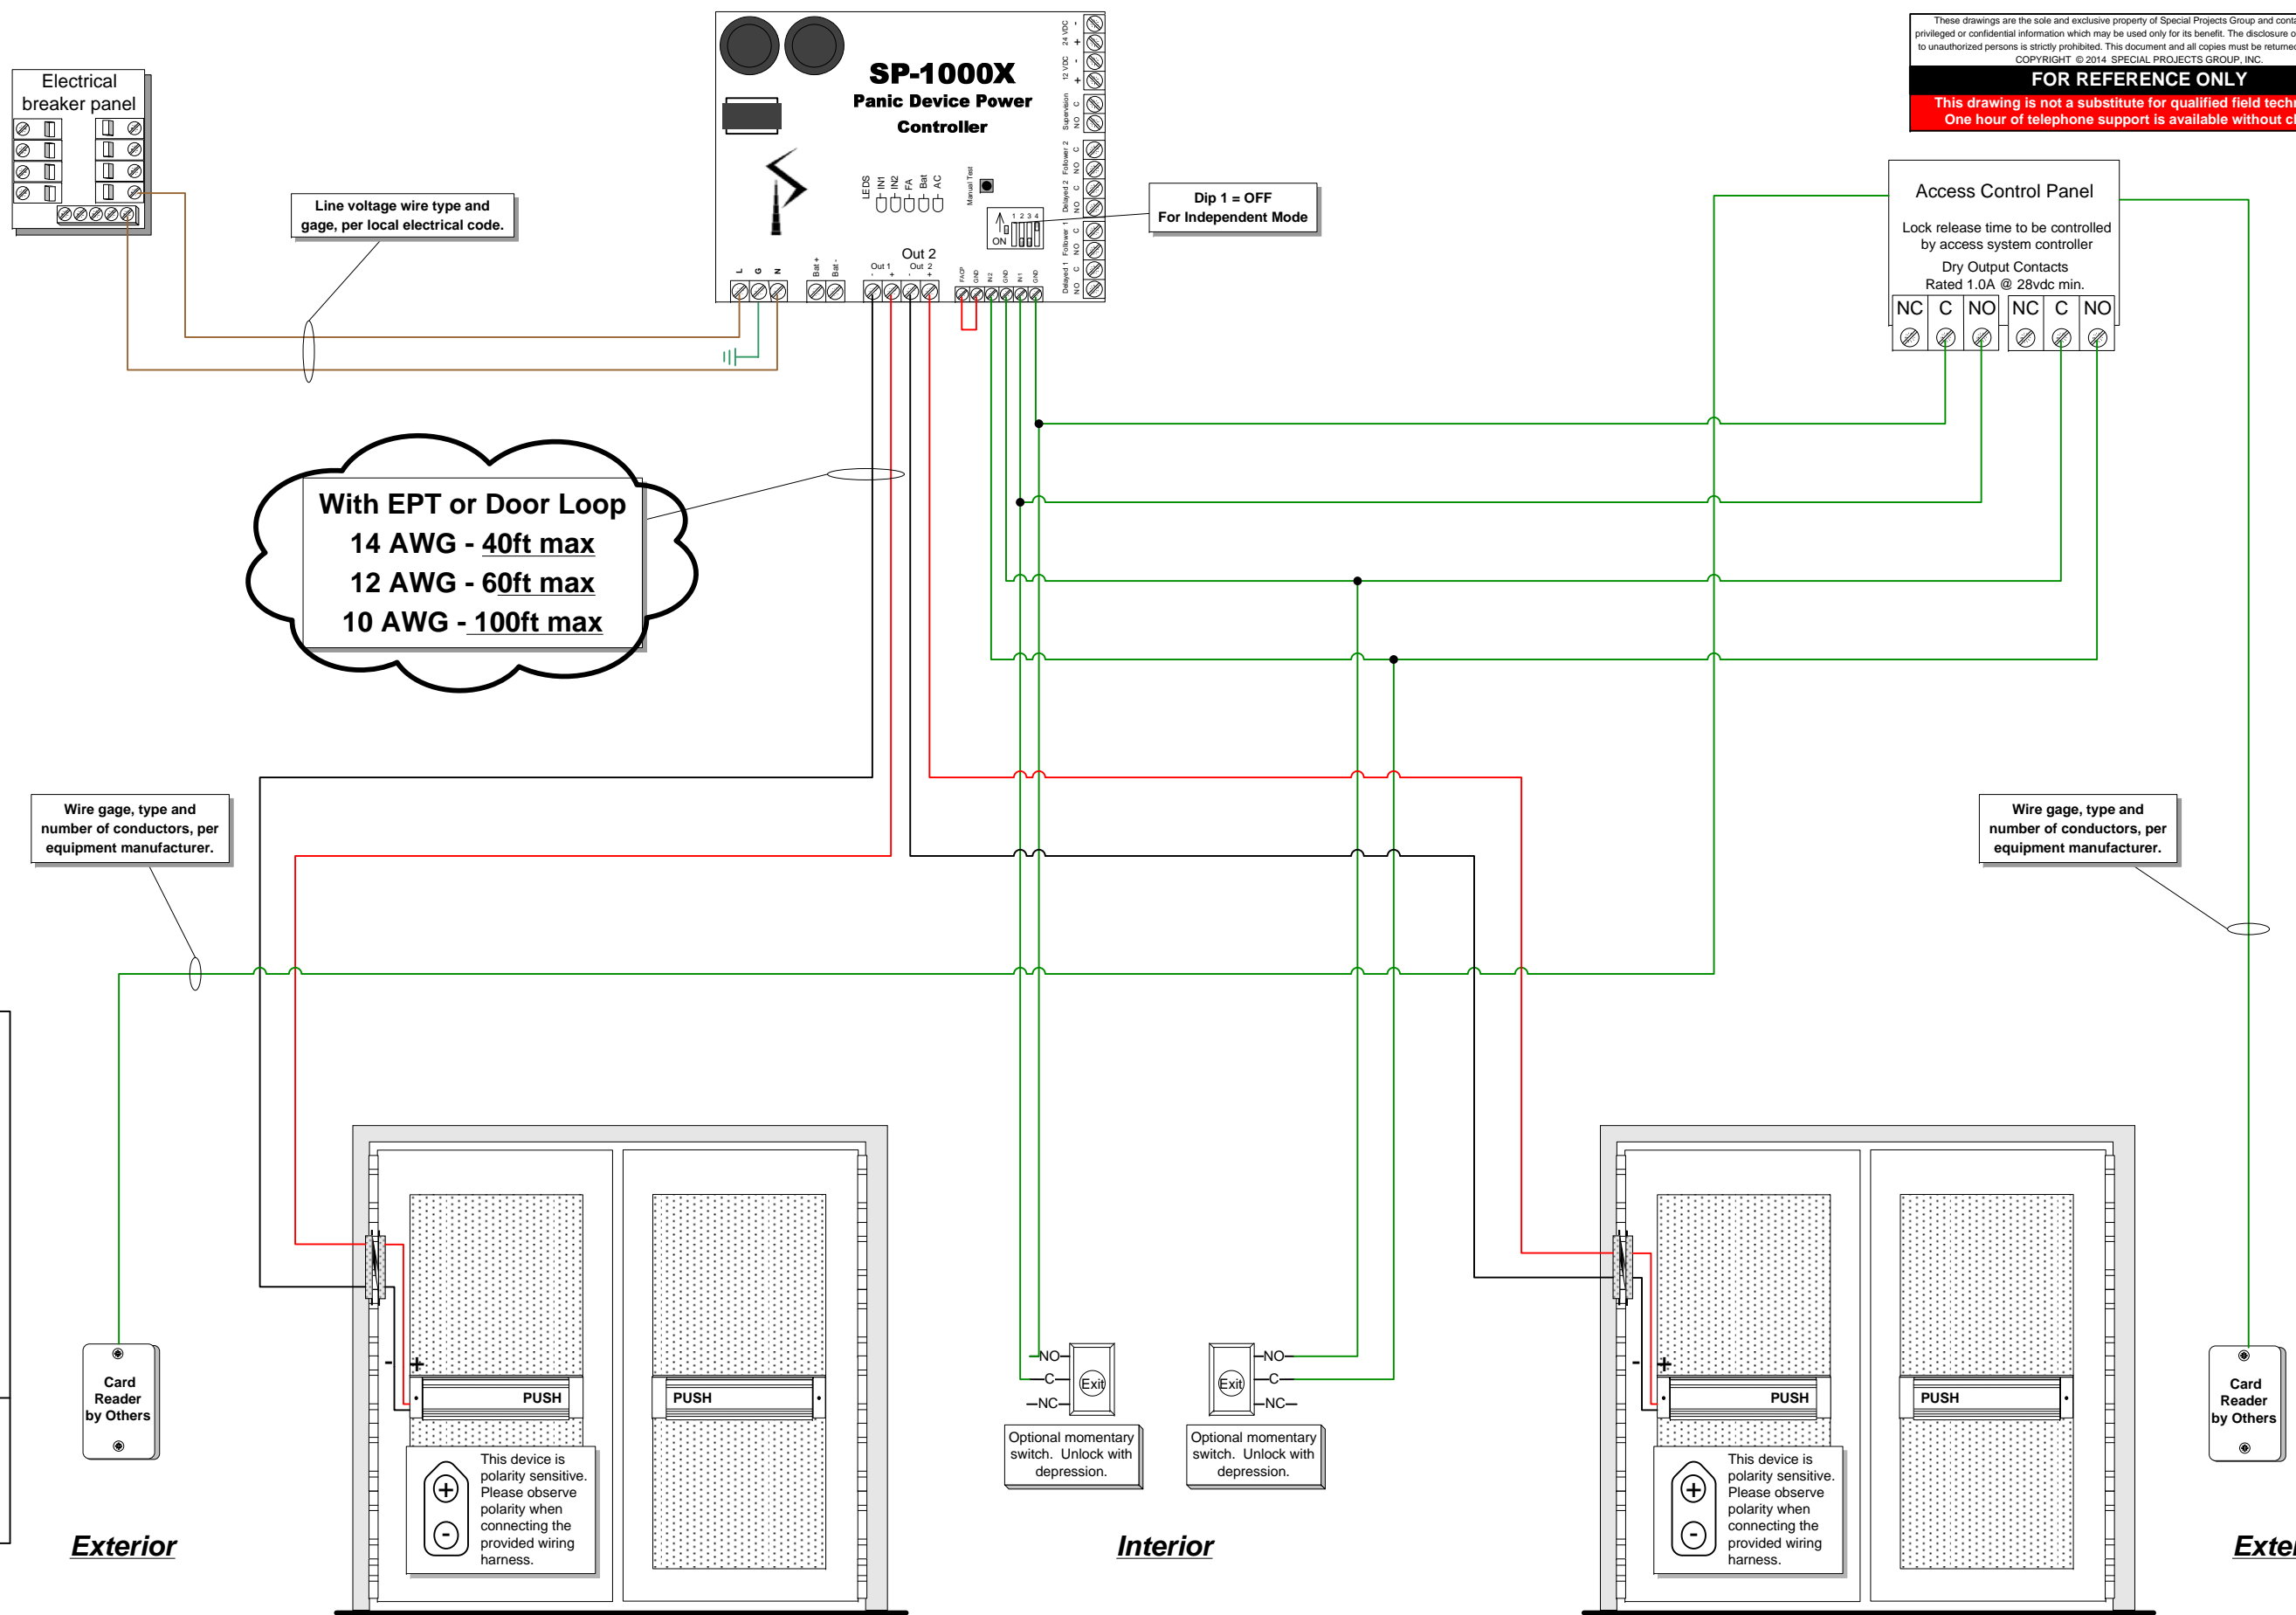 Electrical
breaker panel
Line voltage wire type and
gage, per local electrical code.
SP-1000X
Panic Device Power
Controller
LEDS
IN1
IN2
FA
Bat
AC
Manual Test
ON
1 2 3 4
24 VDC - +
12 VDC - +
Supervision C NO
Follower 2 C NO
Delayed 2 C NO
Follower 1 C NO
Delayed 1 C NO
L
G
N
Bat +
Bat -
Out 2
Out 1 Out 2
- + - +
FACP
GND
IN2
GND
IN1
GND
Dip 1 = OFF
For Independent Mode
These drawings are the sole and exclusive property of Special Projects Group and
privileged or confidential information which may be used only for its benefit. The disclosure
to unauthorized persons is strictly prohibited. This document and all copies must be returned
COPYRIGHT © 2014 SPECIAL PROJECTS GROUP, INC.
FOR REFERENCE ONLY
This drawing is not a substitute for qualified field
One hour of telephone support is available without
Access Control Panel
Lock release time to be controlled
by access system controller
Dry Output Contacts
Rated 1.0A @ 28vdc min.
NC C NO NC C NO
With EPT or Door Loop
14 AWG - 40ft max
12 AWG - 60ft max
10 AWG - 100ft max
Wire gage, type and
number of conductors, per
equipment manufacturer.
Wire gage, type and
number of conductors, per
equipment manufacturer.
Card
Reader
by Others
Exterior
- +
PUSH
PUSH
This device is
polarity sensitive.
Please observe
polarity when
connecting the
provided wiring
harness.
+
-
NO
C
NC
Exit
Optional momentary
switch. Unlock with
depression.
Exit
NO
C
NC
Optional momentary
switch. Unlock with
depression.
Interior
- +
PUSH
PUSH
This device is
polarity sensitive.
Please observe
polarity when
connecting the
provided wiring
harness.
+
-
Card
Reader
by Others